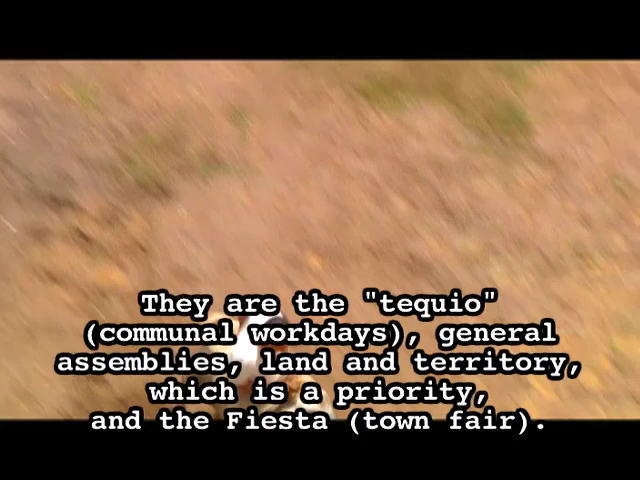 They are the "tequio"
(communal workdays), general
assemblies, land and territory,
which is a priority,
and the Fiesta (town fair).